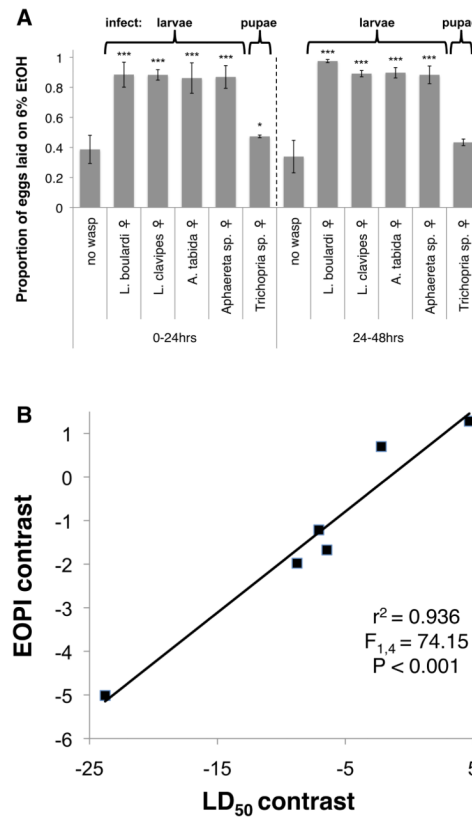 A
infect: larvae pupae larvae pupae
*** *** *** *** * *** *** *** ***
Proportion of eggs laid on 6% EtOH
1
0.8
0.6
0.4
0.2
0
no wasp L. boulardi ♀ L. clavipes ♀ A. tabida ♀ Aphaereta sp. ♀ Trichopria sp. ♀ no wasp L. boulardi ♀ L. clavipes ♀ A. tabida ♀ Aphaereta sp. ♀ Trichopria sp. ♀
0-24hrs 24-48hrs
B
EOPI contrast
1
0
-1
-2
-3
-4
-5
-6
r² = 0.936
F₁,₄ = 74.15
P < 0.001
-25 -15 -5 5
LD₅₀ contrast